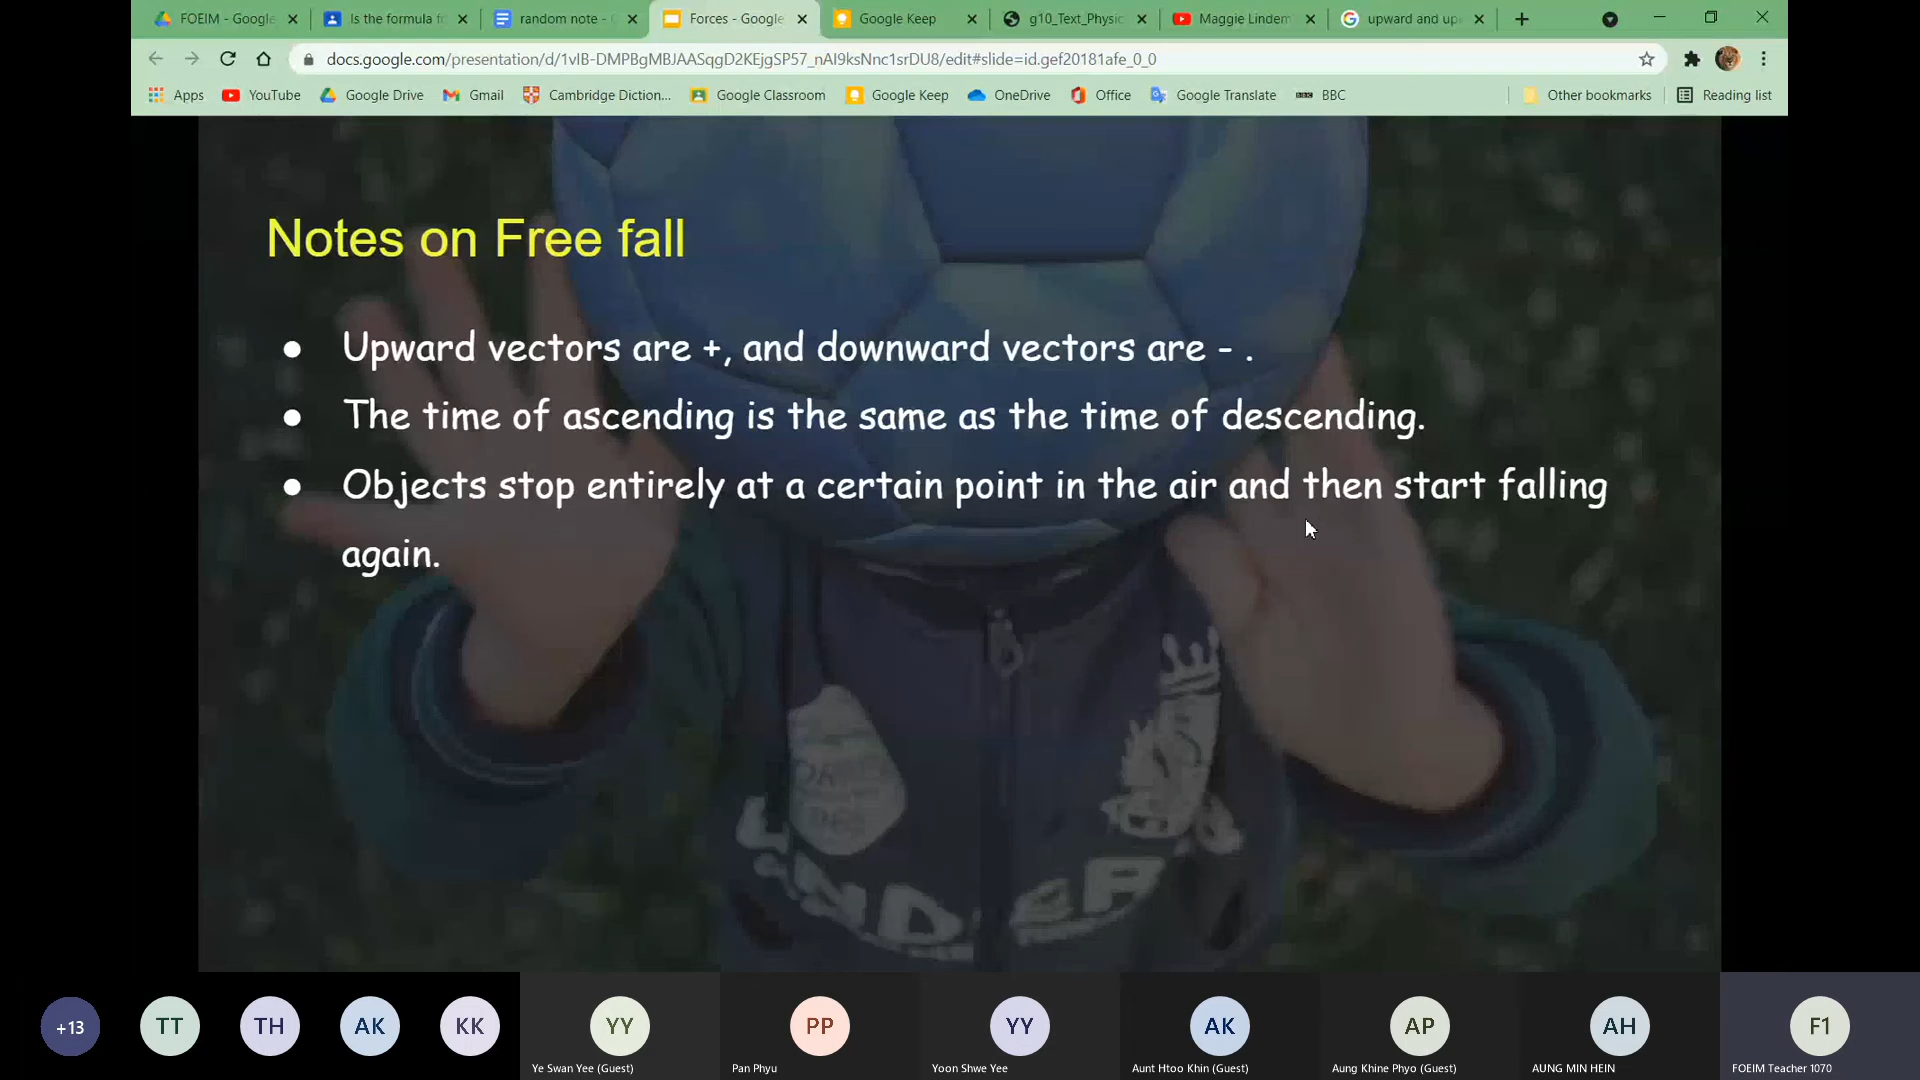 FOEIM - Google
Is the formula f
random note -
Forces - Google
Google Keep
g10_Text_Physic
Maggie Lindem
upward and up
docs.google.com/presentation/d/1vIB-DMPBgMBJAASqgD2KEjgSP57_nAI9ksNnc1srDU8/edit#slide=id.gef20181afe_0_0
Apps
YouTube
Google Drive
Gmail
Cambridge Diction...
Google Classroom
Google Keep
OneDrive
Office
Google Translate
BBC
Other bookmarks
Reading list
Notes on Free fall
● Upward vectors are +, and downward vectors are - .
● The time of ascending is the same as the time of descending.
● Objects stop entirely at a certain point in the air and then start falling
again.
+13
TT
TH
AK
KK
YY
PP
YY
AK
AP
AH
F1
Ye Swan Yee (Guest)
Pan Phyu
Yoon Shwe Yee
Aunt Htoo Khin (Guest)
Aung Khine Phyo (Guest)
AUNG MIN HEIN
FOEIM Teacher 1070